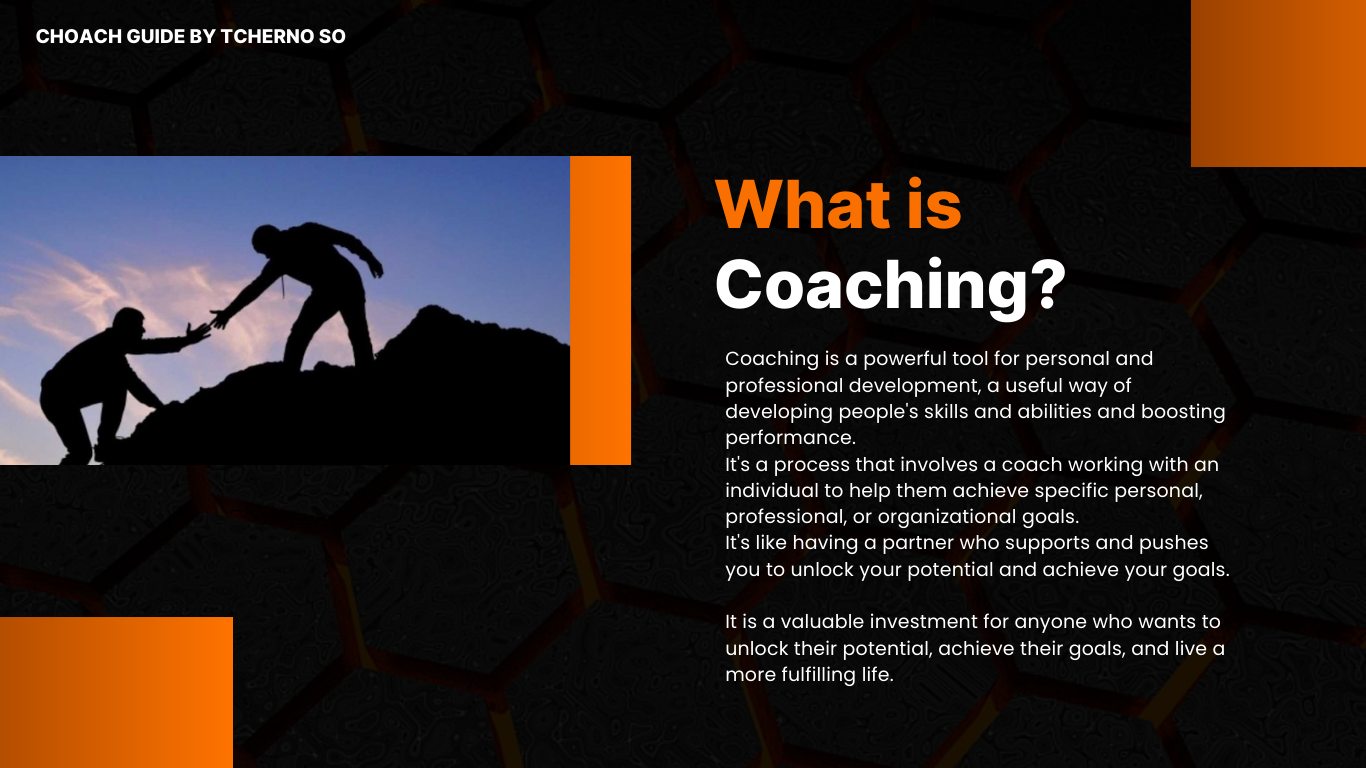 CHOACH GUIDE BY TCHERNO SO
What is
Coaching?
Coaching is a powerful tool for personal and
professional development, a useful way of
developing people's skills and abilities and boosting
performance.
It's a process that involves a coach working with an
individual to help them achieve specific personal,
professional, or organizational goals.
It's like having a partner who supports and pushes
you to unlock your potential and achieve your goals.
It is a valuable investment for anyone who wants to
unlock their potential, achieve their goals, and live a
more fulfilling life.